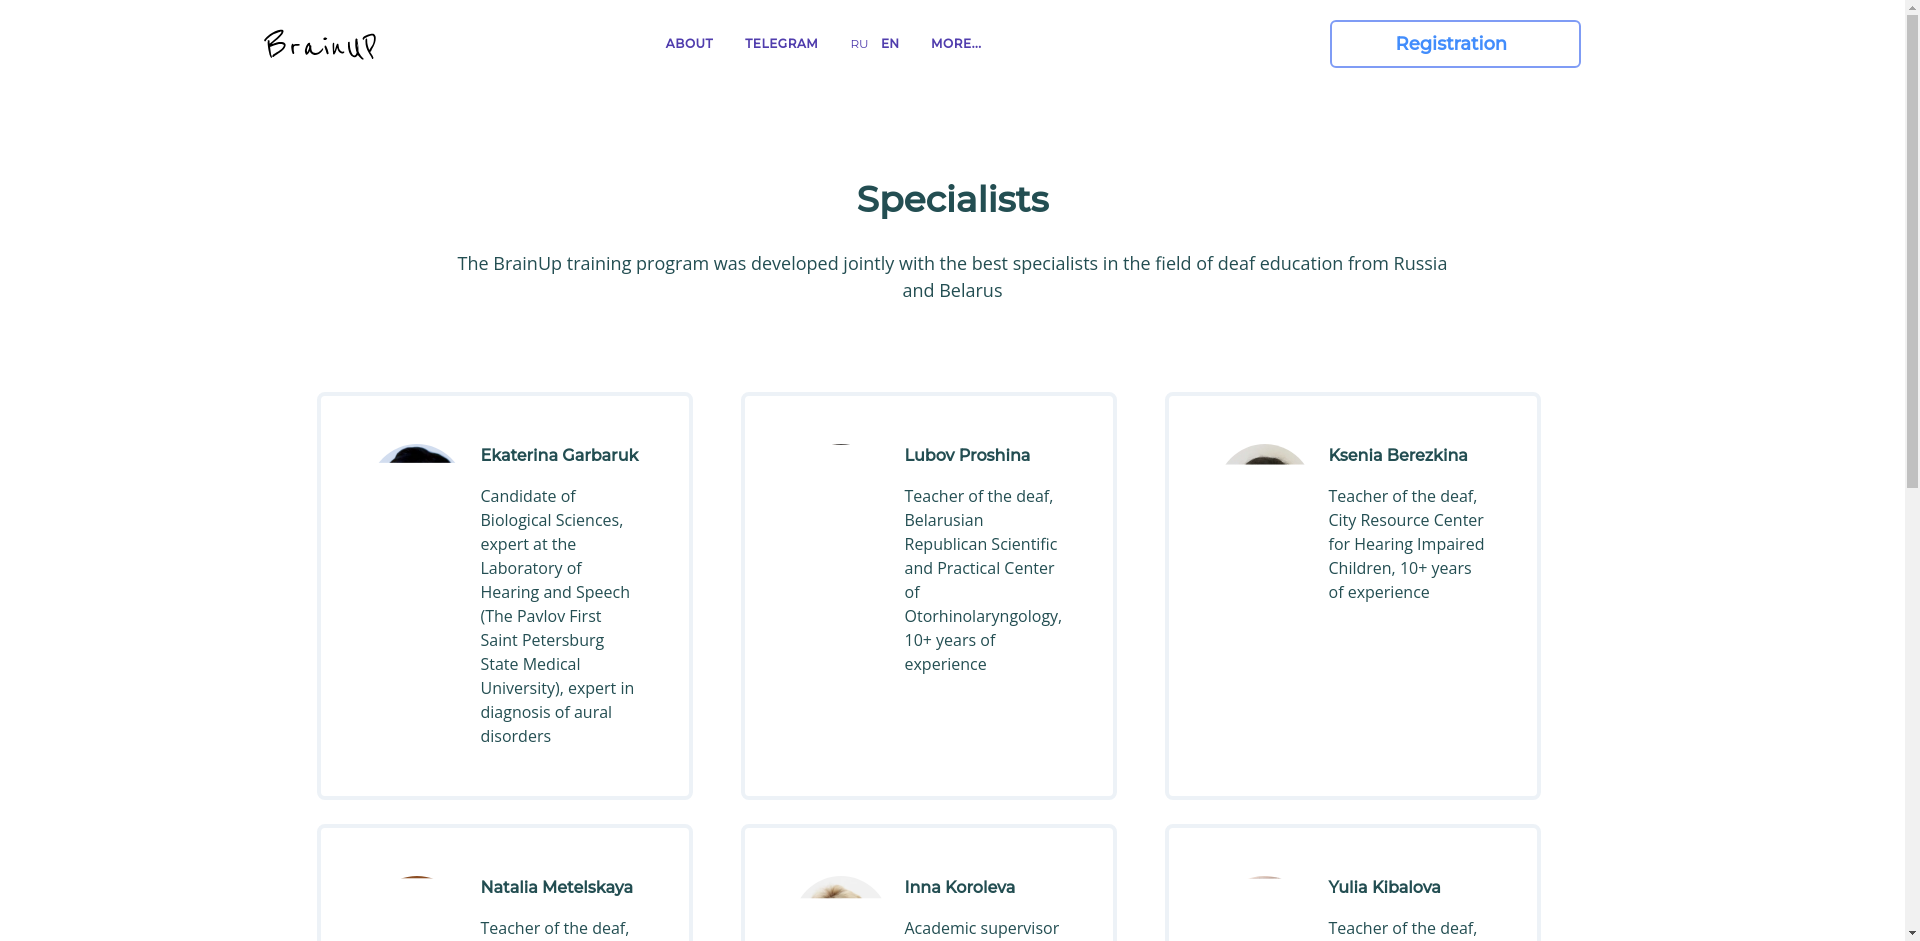 BrainUP
ABOUT
TELEGRAM
RU
EN
MORE...
Registration
Specialists
The BrainUp training program was developed jointly with the best specialists in the field of deaf education from Russia
and Belarus
Ekaterina Garbaruk
Candidate of
Biological Sciences,
expert at the
Laboratory of
Hearing and Speech
(The Pavlov First
Saint Petersburg
State Medical
University), expert in
diagnosis of aural
disorders
Lubov Proshina
Teacher of the deaf,
Belarusian
Republican Scientific
and Practical Center
of
Otorhinolaryngology,
10+ years of
experience
Ksenia Berezkina
Teacher of the deaf,
City Resource Center
for Hearing Impaired
Children, 10+ years
of experience
Natalia Metelskaya
Teacher of the deaf,
Inna Koroleva
Academic supervisor
Yulia Kibalova
Teacher of the deaf,